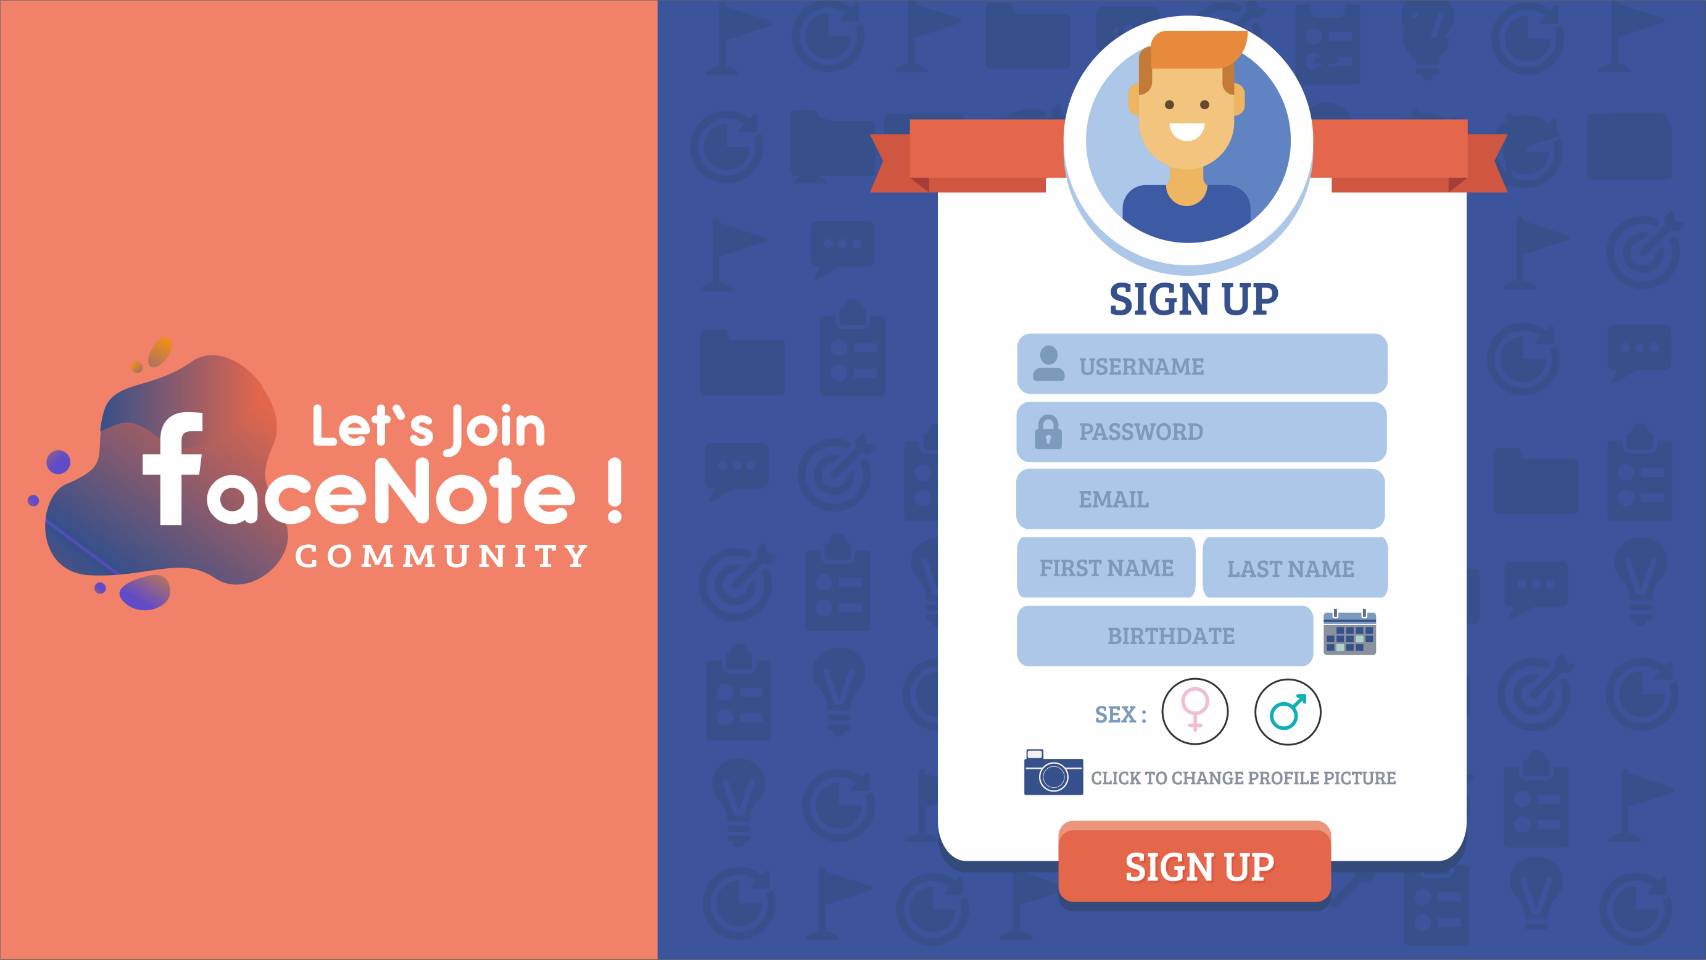 Let`s Join
faceNote !
COMMUNITY
SIGN UP
USERNAME
PASSWORD
EMAIL
FIRST NAME
LAST NAME
BIRTHDATE
SEX :
CLICK TO CHANGE PROFILE PICTURE
SIGN UP